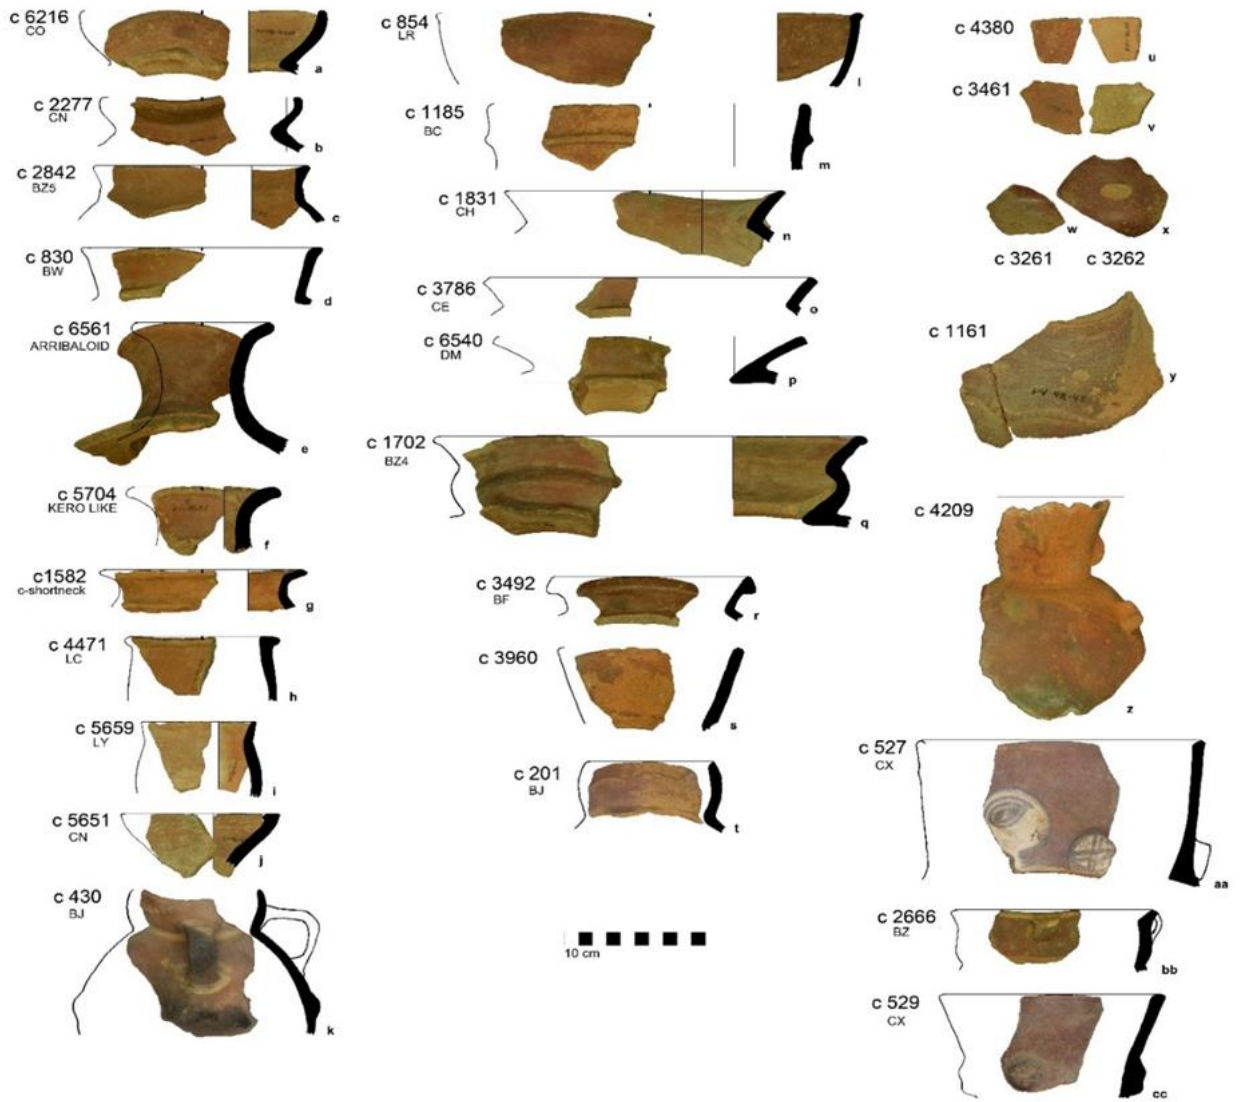 c 6216
CO
a
c 2277
CN
b
c 2842
BZ5
c
c 830
BW
d
c 6561
ARRIBALOID
e
c 5704
KERO LIKE
f
c1582
c-shortneck
g
c 4471
LC
h
c 5659
LY
i
c 5651
CN
j
c 430
BJ
k
c 854
LR
l
c 1185
BC
m
c 1831
CH
n
c 3786
CE
o
c 6540
DM
p
c 1702
BZ4
q
c 3492
BF
r
c 3960
s
c 201
BJ
t
10 cm
c 4380
u
c 3461
v
w
x
c 3261
c 3262
c 1161
y
c 4209
z
c 527
CX
aa
c 2666
BZ
bb
c 529
CX
cc